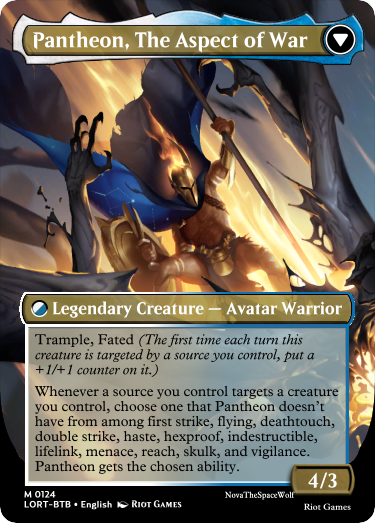 Pantheon, The Aspect of War
Legendary Creature — Avatar Warrior
Trample, Fated (The first time each turn this
creature is targeted by a source you control, put a
+1/+1 counter on it.)
Whenever a source you control targets a creature
you control, choose one that Pantheon doesn't
have from among first strike, flying, deathtouch,
double strike, haste, hexproof, indestructible,
lifelink, menace, reach, skulk, and vigilance.
Pantheon gets the chosen ability.
4/3
M 0124
NovaTheSpaceWolf
LORT-BTB • English Riot Games
Riot Games